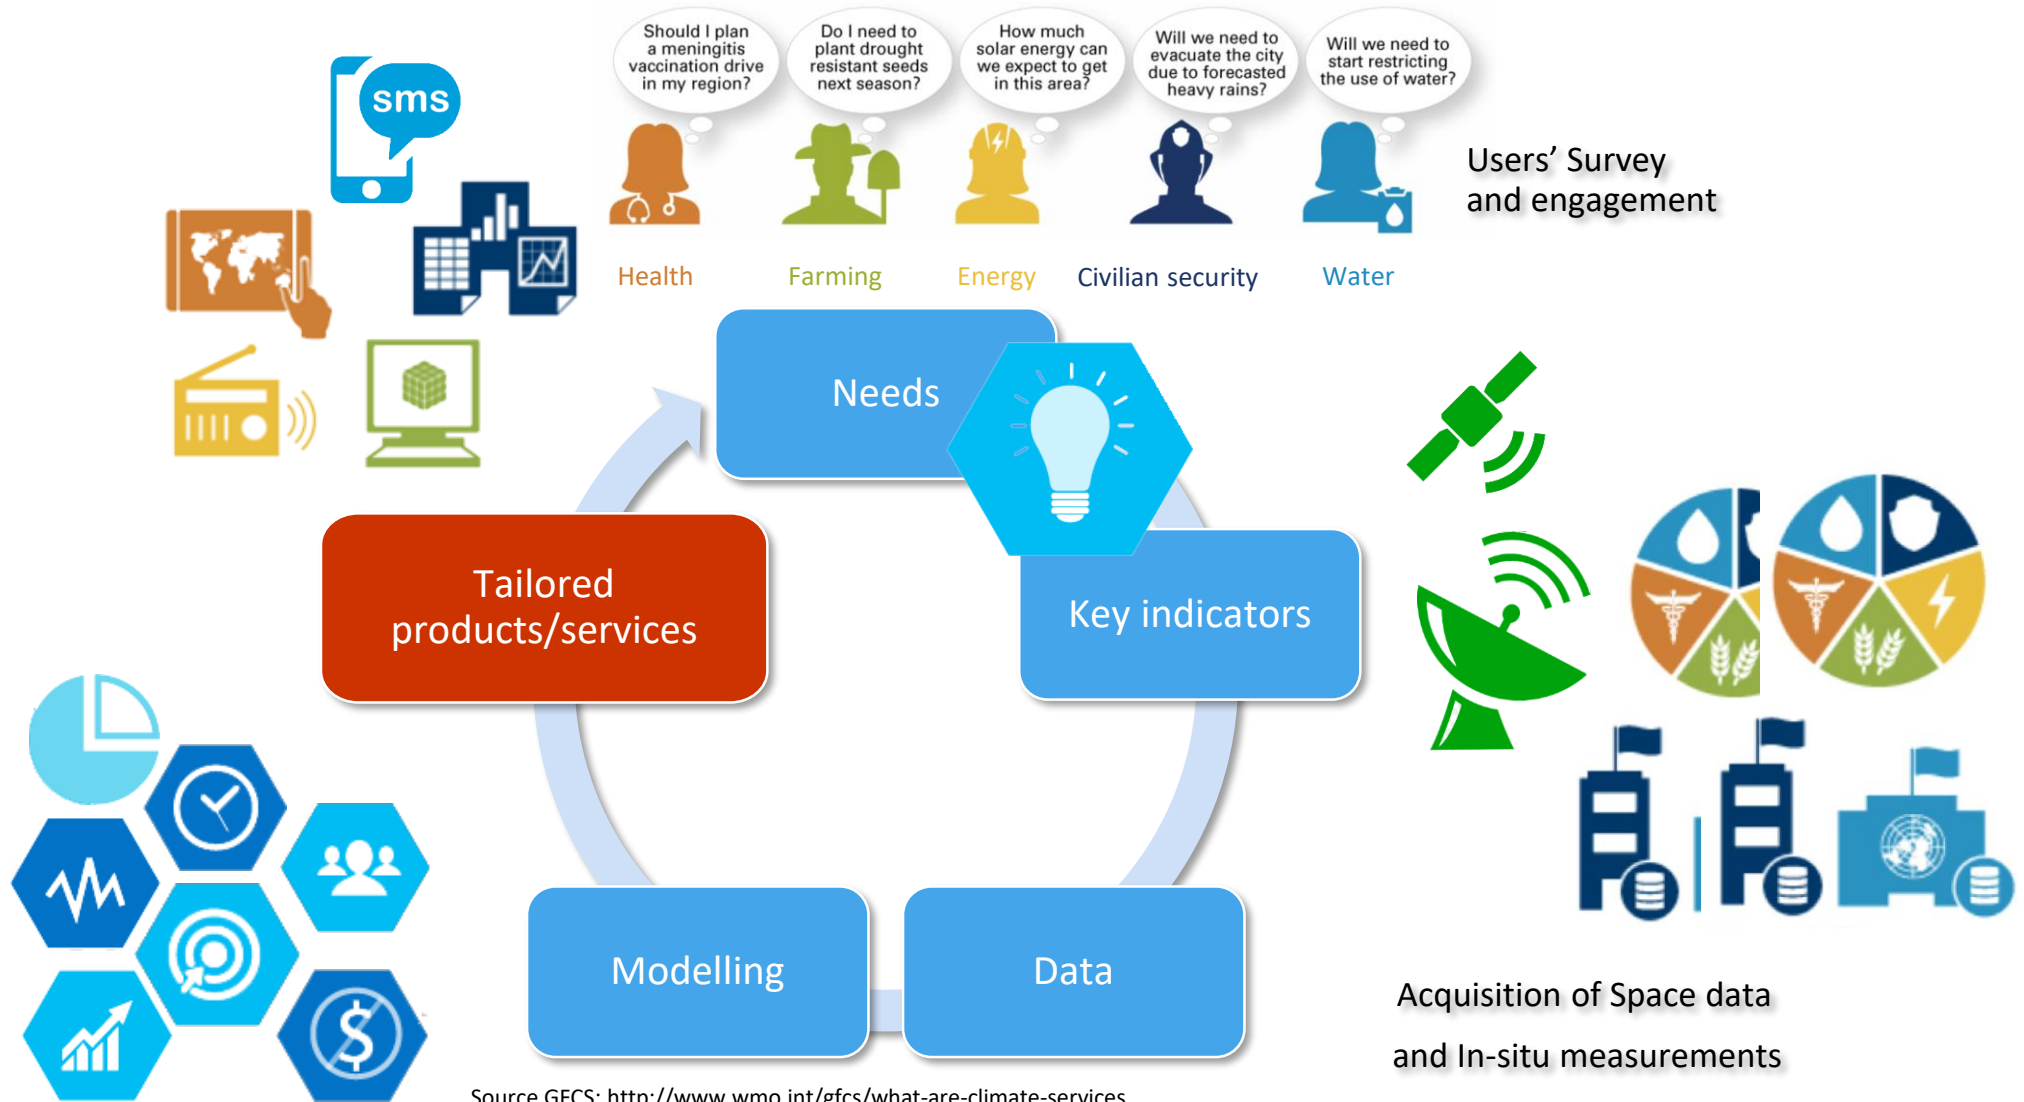 Should I plan
a meningitis
vaccination drive
in my region?
Do I need to
plant drought
resistant seeds
next season?
How much
solar energy can
we expect to get
in this area?
Will we need to
evacuate the city
due to forecasted
heavy rains?
Will we need to
start restricting
the use of water?
sms
Users’ Survey
and engagement
Health
Farming
Energy
Civilian security
Water
Needs
Tailored
products/services
Key indicators
Modelling
Data
$
Acquisition of Space data
and In-situ measurements
Source GFCS: http://www.wmo.int/gfcs/what-are-climate-services